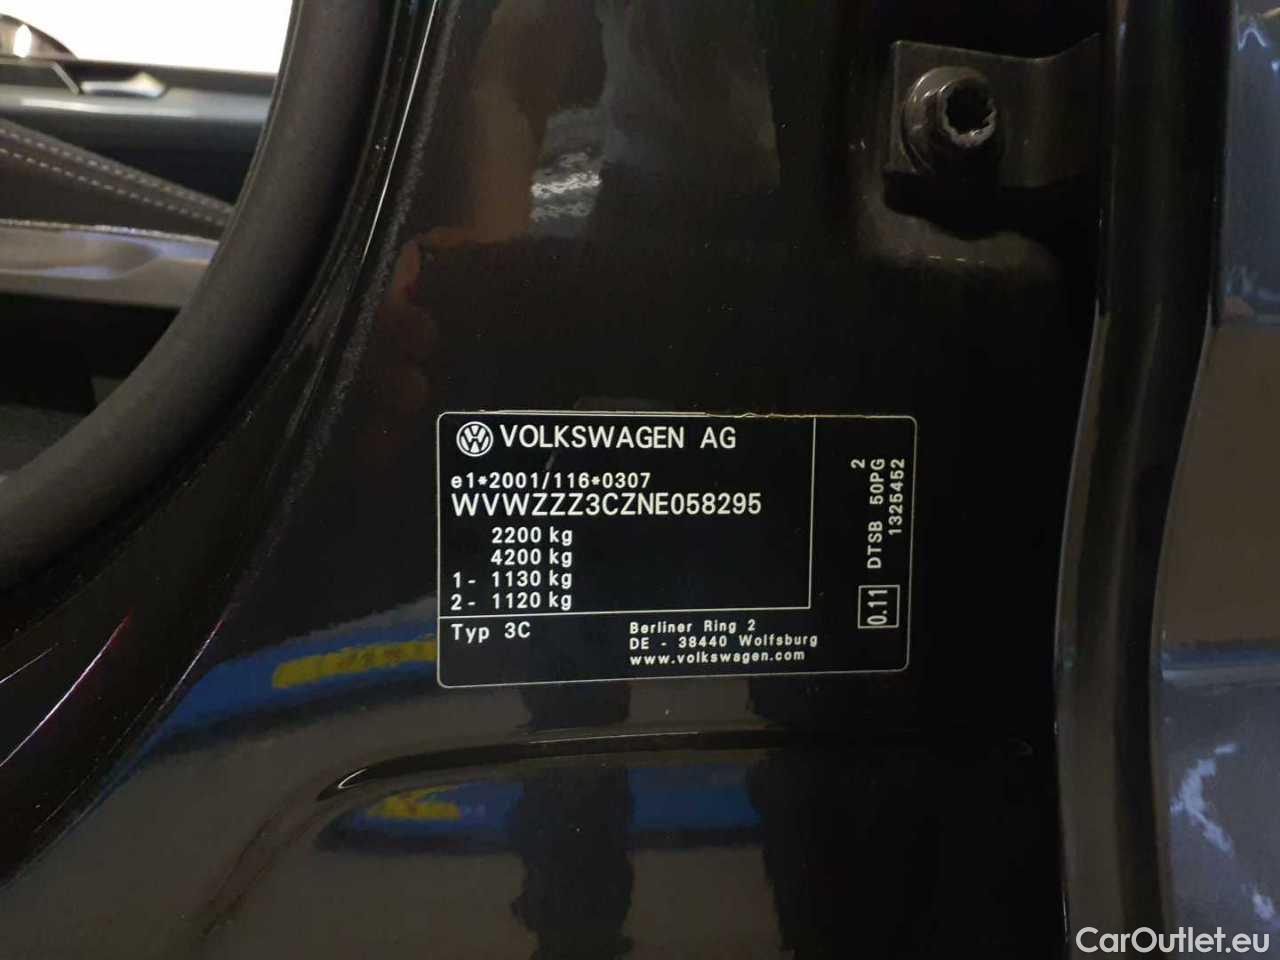 VOLKSWAGEN AG
e1*2001/116*0307
WVWZZZ3CZNE058295
2200 kg
4200 kg
1- 1130 kg
2- 1120 kg
Typ 3C
Berliner Ring 2
DE - 38440 Wolfsburg
www.volkswagen.com
2
DTSB 50PG
1325452
0.11
CarOutlet.eu